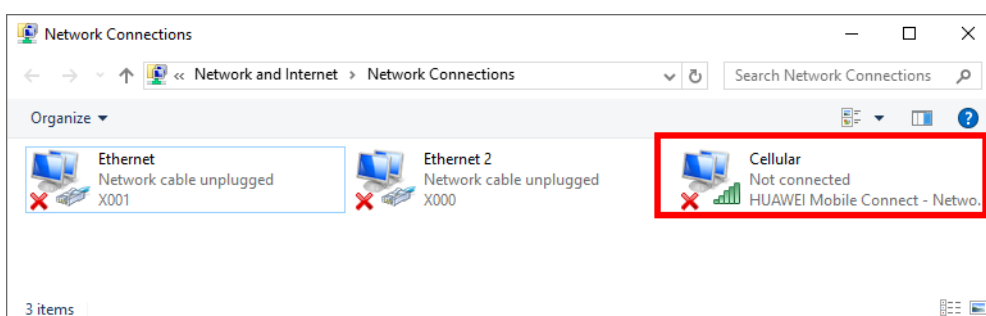 Network Connections
« Network and Internet > Network Connections
Search Network Connections
Organize
Ethernet
Network cable unplugged
X001
Ethernet 2
Network cable unplugged
X000
Cellular
Not connected
HUAWEI Mobile Connect - Netwo.
3 items